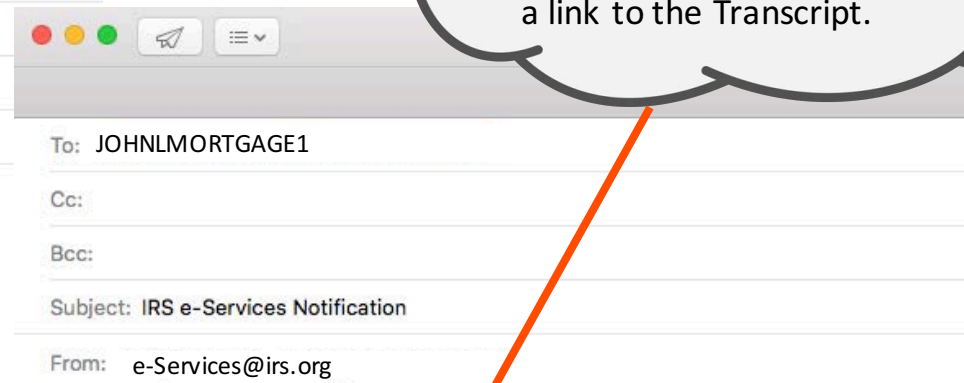 a link to the Transcript.
To: JOHNLMORTGAGE1
Cc:
Bcc:
Subject: IRS e-Services Notification
From: e-Services@irs.org